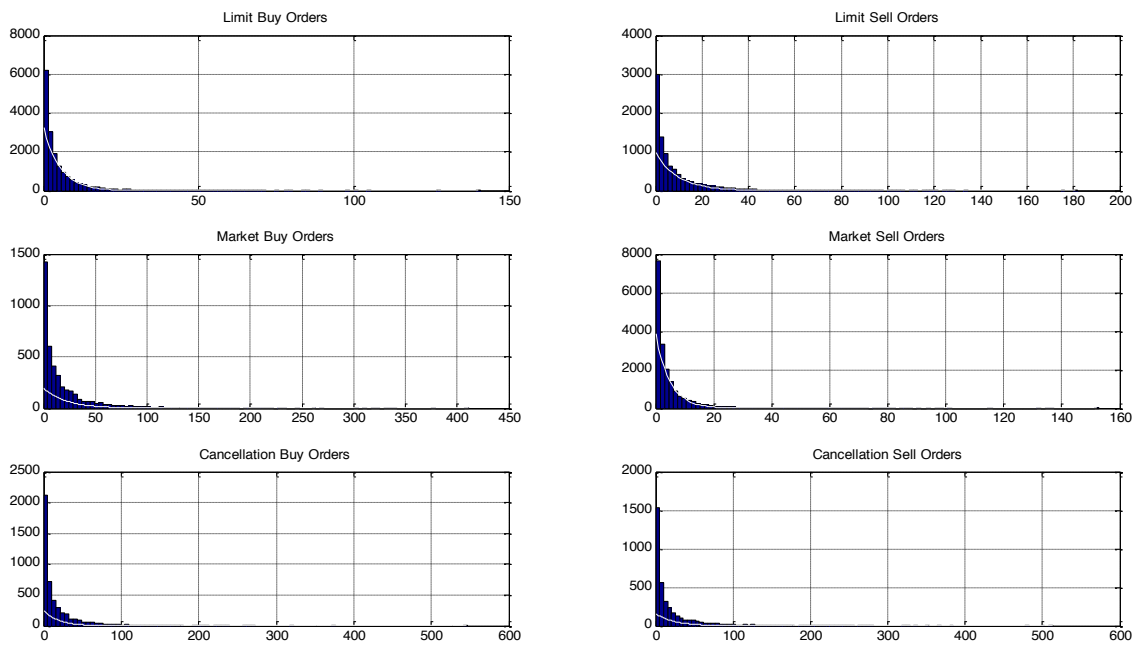 Limit Buy Orders
8000
6000
4000
2000
0
0 50 100 150
Limit Sell Orders
4000
3000
2000
1000
0
0 20 40 60 80 100 120 140 160 180 200
Market Buy Orders
1500
1000
500
0
0 50 100 150 200 250 300 350 400 450
Market Sell Orders
8000
6000
4000
2000
0
0 20 40 60 80 100 120 140 160
Cancellation Buy Orders
2500
2000
1500
1000
500
0
0 100 200 300 400 500 600
Cancellation Sell Orders
2000
1500
1000
500
0
0 100 200 300 400 500 600